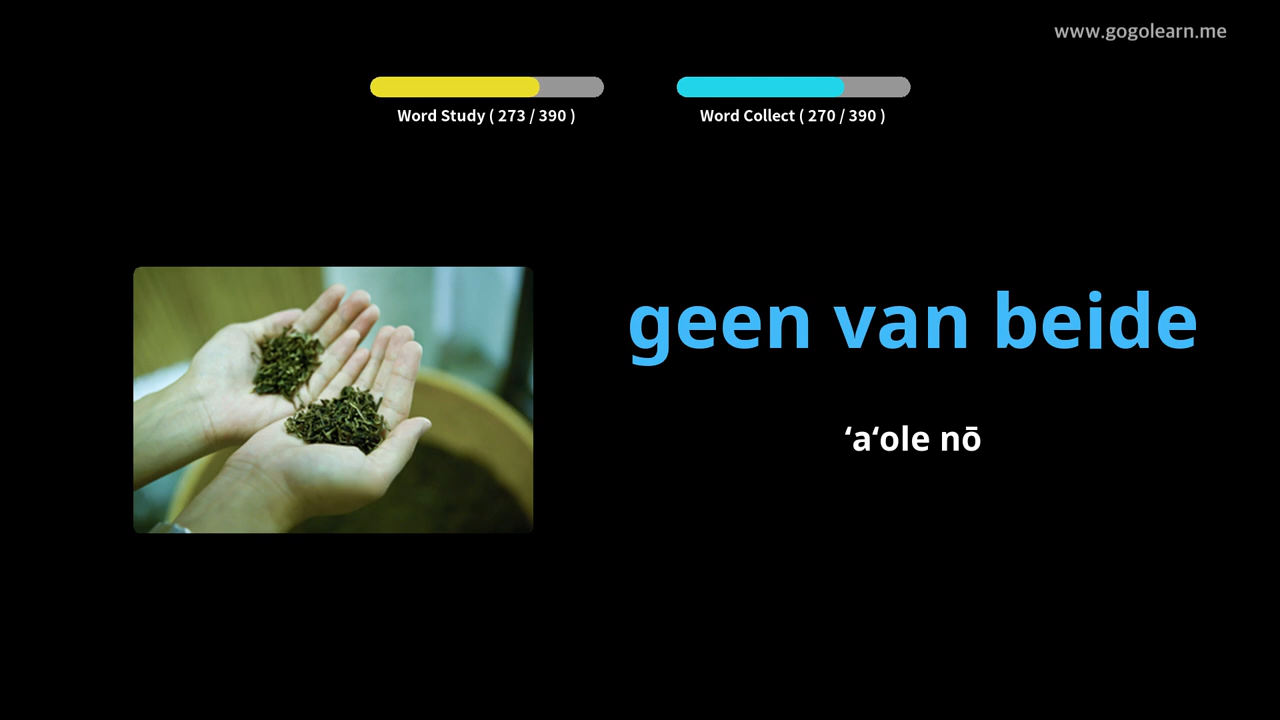 www.gogolearn.me
Word Study ( 273 / 390 )
Word Collect ( 270 / 390 )
geen van beide
ʻaʻole nō